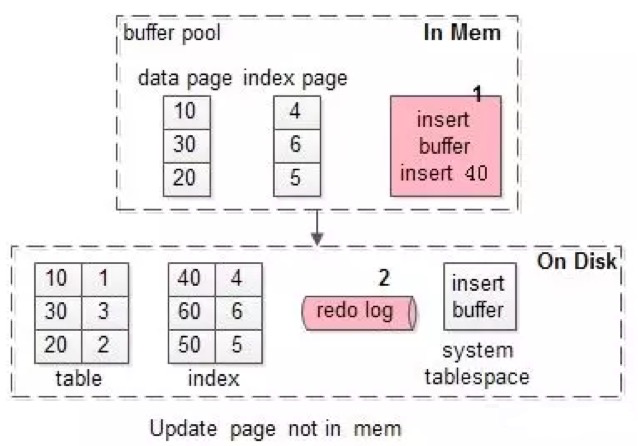 buffer pool In Mem
data page index page
1
10 4 insert
30 6 buffer
20 5 insert 40
On Disk
10 1 40 4 2 insert
30 3 60 6 redo log buffer
20 2 50 5 system
table index tablespace
Update page not in mem